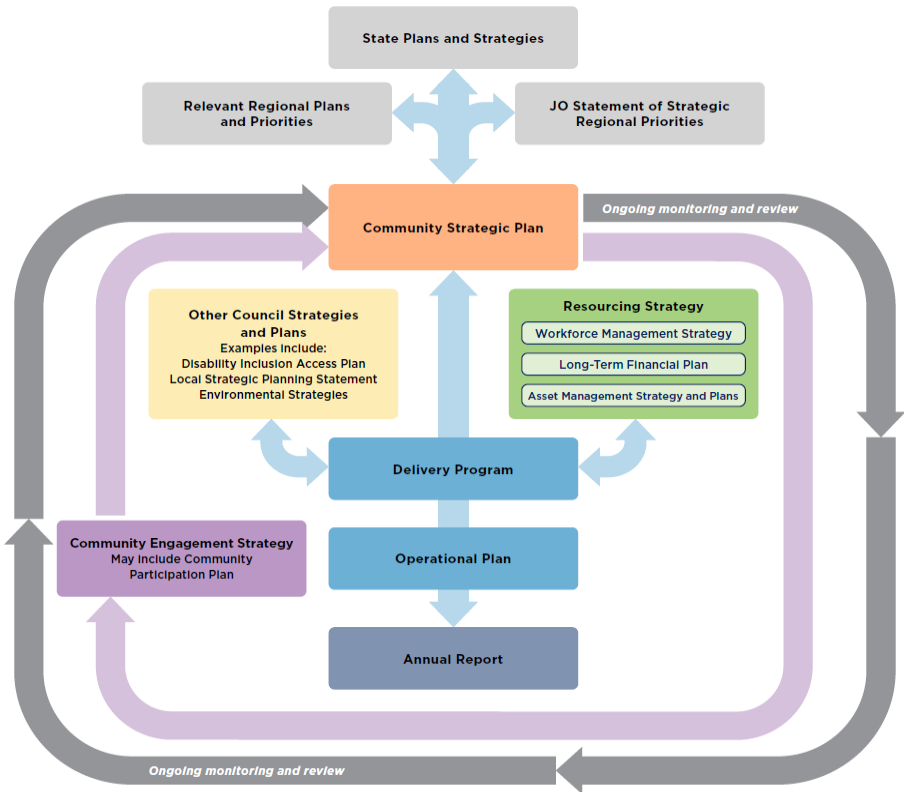 State Plans and Strategies
Relevant Regional Plans
and Priorities
JO Statement of Strategic
Regional Priorities
Ongoing monitoring and review
Community Strategic Plan
Other Council Strategies
and Plans
Examples include:
Disability Inclusion Access Plan
Local Strategic Planning Statement
Environmental Strategies
Resourcing Strategy
Workforce Management Strategy
Long-Term Financial Plan
Asset Management Strategy and Plans
Delivery Program
Community Engagement Strategy
May include Community
Participation Plan
Operational Plan
Annual Report
Ongoing monitoring and review